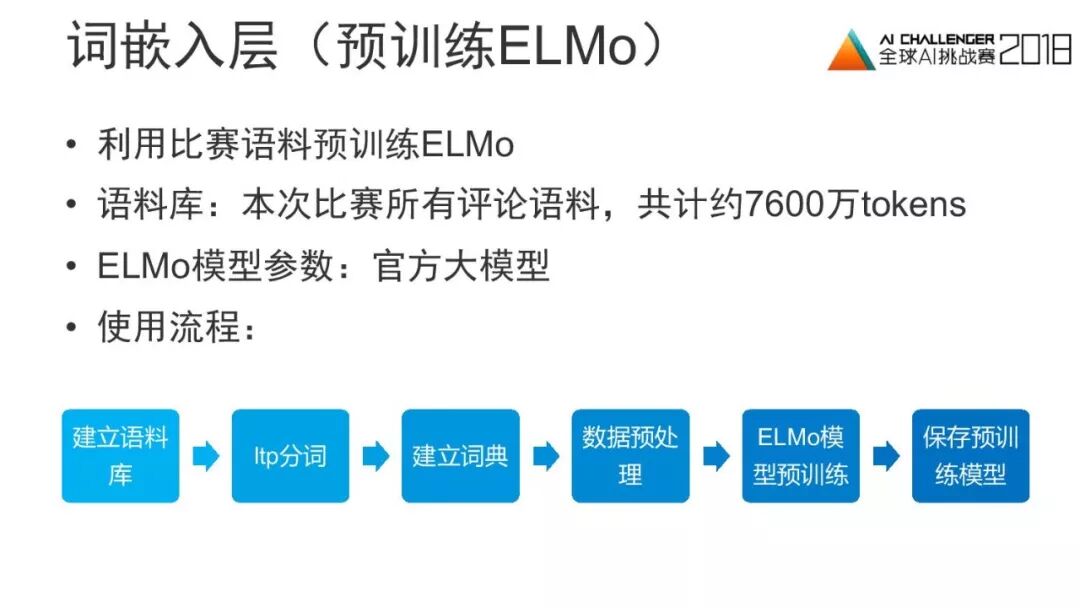 词嵌入层（预训练ELMo）
AI CHALLENGER
全球AI挑战赛2018
• 利用比赛语料预训练ELMo
• 语料库：本次比赛所有评论语料，共计约7600万tokens
• ELMo模型参数：官方大模型
• 使用流程：
建立语料
库
ltp分词
建立词典
数据预处
理
ELMo模
型预训练
保存预训
练模型